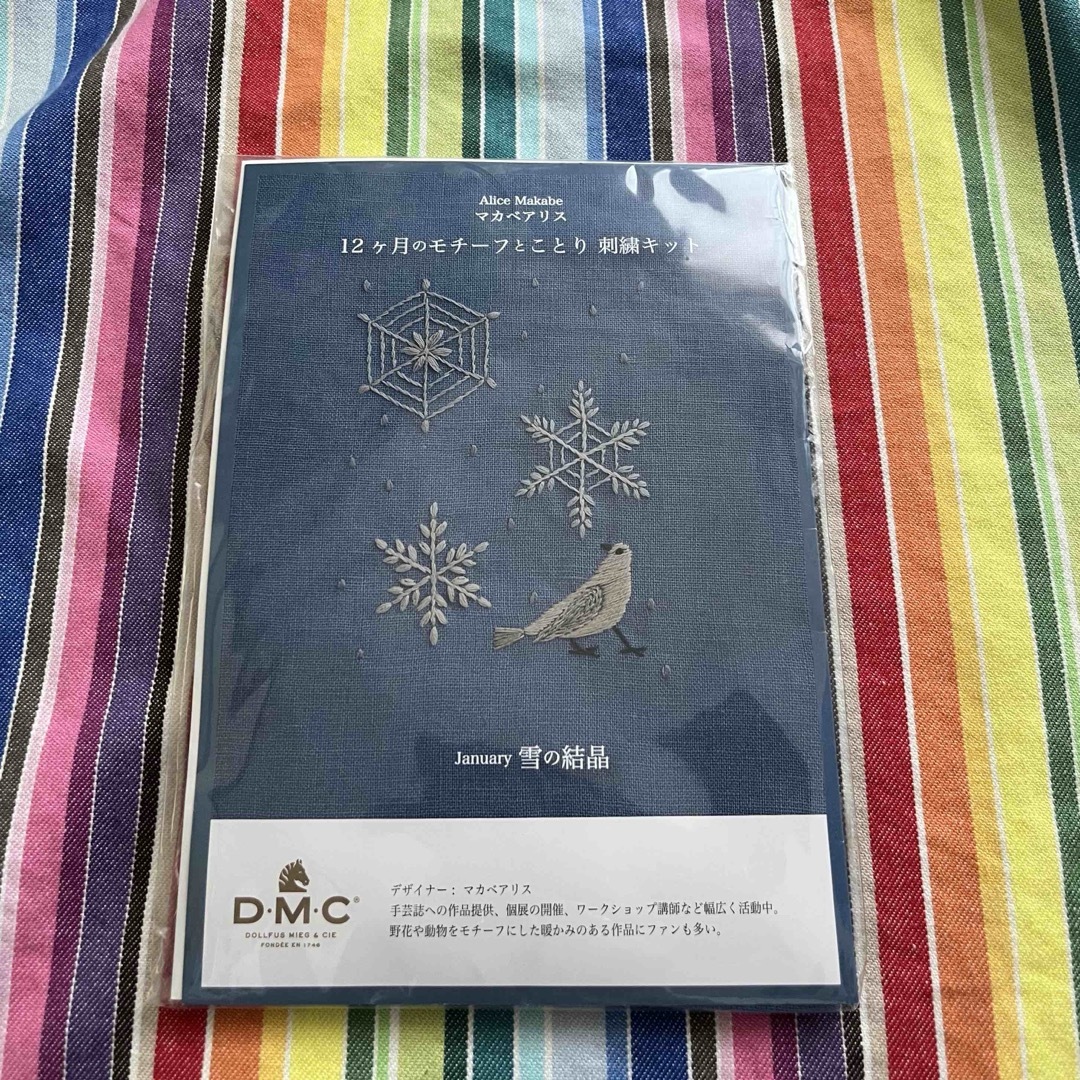 Alice Makabe
マカベアリス
12ヶ月のモチーフとことり 刺繍キット
January 雪の結晶
D·M·C®
DOLLFUS MIEG & CIE
FONDÉE EN 1746
デザイナー： マカベアリス
手芸誌への作品提供、個展の開催、ワークショップ講師など幅広く活動中。
野花や動物をモチーフにした暖かみのある作品にファンも多い。